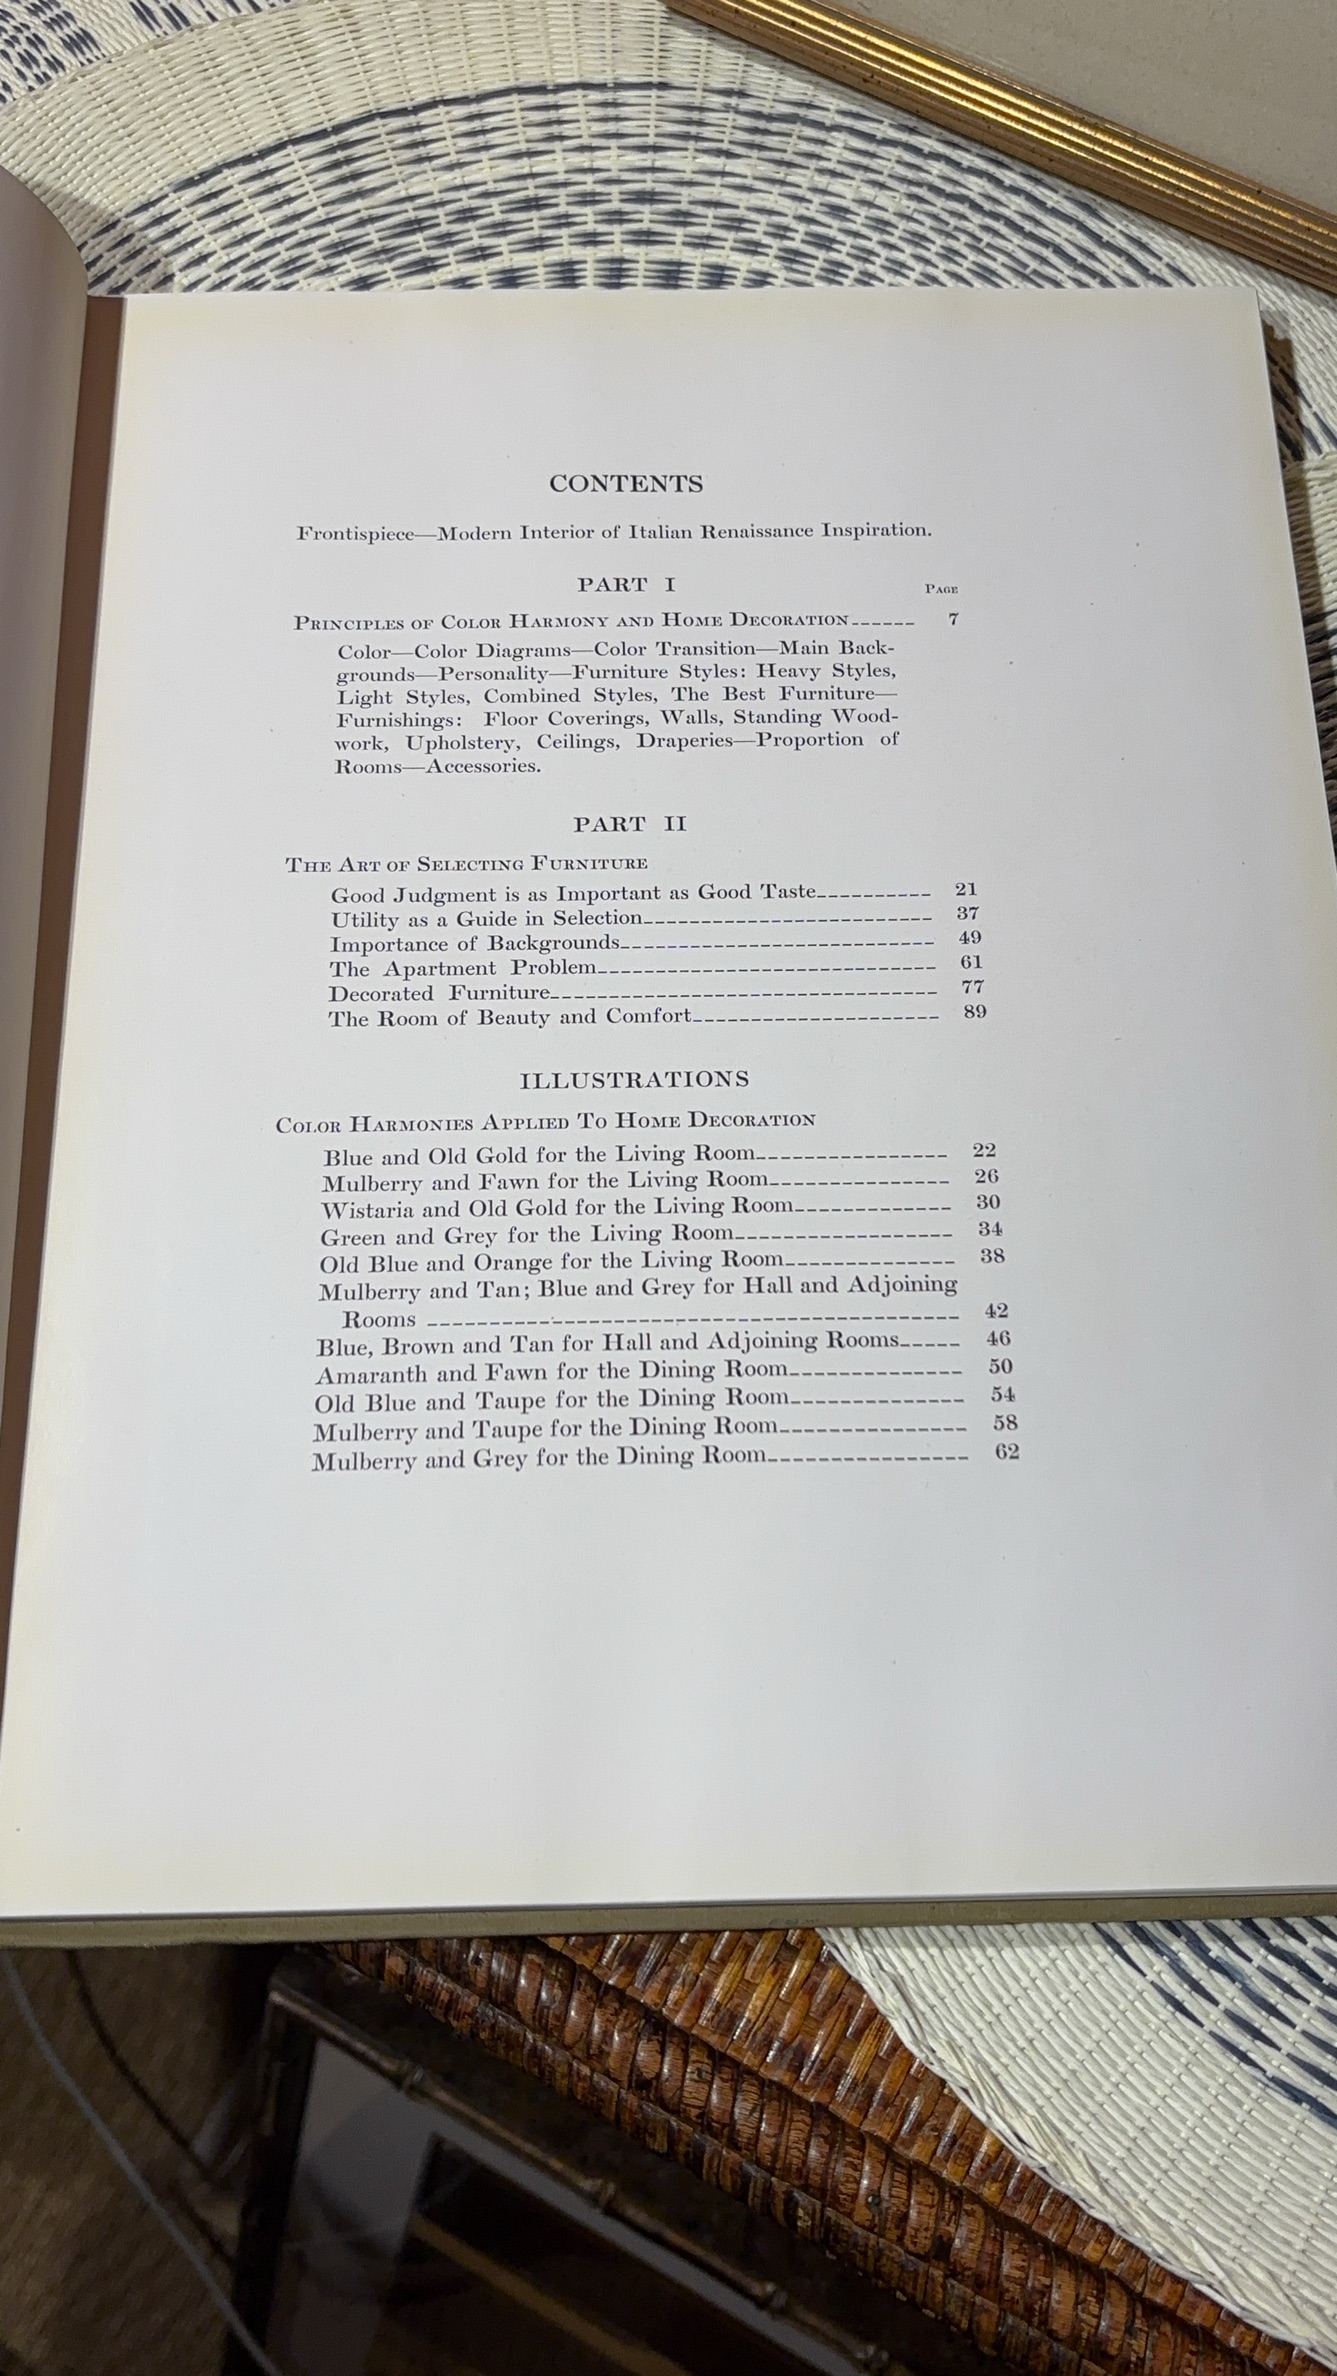 CONTENTS
Frontispiece—Modern Interior of Italian Renaissance Inspiration.
PART I
PAGE
PRINCIPLES OF COLOR HARMONY AND HOME DECORATION------ 7
Color—Color Diagrams—Color Transition—Main Back-
grounds—Personality—Furniture Styles: Heavy Styles,
Light Styles, Combined Styles, The Best Furniture—
Furnishings: Floor Coverings, Walls, Standing Wood-
work, Upholstery, Ceilings, Draperies—Proportion of
Rooms—Accessories.
PART II
THE ART OF SELECTING FURNITURE
Good Judgment is as Important as Good Taste---------- 21
Utility as a Guide in Selection------------------------- 37
Importance of Backgrounds--------------------------- 49
The Apartment Problem----------------------------- 61
Decorated Furniture--------------------------------- 77
The Room of Beauty and Comfort--------------------- 89
ILLUSTRATIONS
COLOR HARMONIES APPLIED TO HOME DECORATION
Blue and Old Gold for the Living Room---------------- 22
Mulberry and Fawn for the Living Room--------------- 26
Wistaria and Old Gold for the Living Room------------- 30
Green and Grey for the Living Room------------------ 34
Old Blue and Orange for the Living Room-------------- 38
Mulberry and Tan; Blue and Grey for Hall and Adjoining
Rooms --------------------------------------------- 42
Blue, Brown and Tan for Hall and Adjoining Rooms----- 46
Amaranth and Fawn for the Dining Room-------------- 50
Old Blue and Taupe for the Dining Room-------------- 54
Mulberry and Taupe for the Dining Room--------------- 58
Mulberry and Grey for the Dining Room---------------- 62